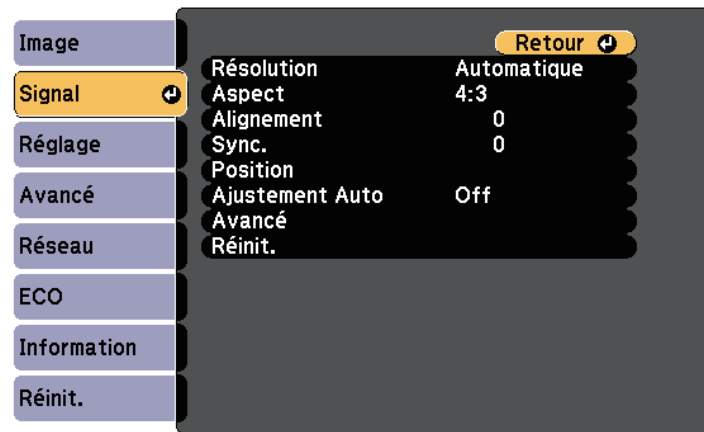 Image
Signal
Réglage
Avancé
Réseau
ECO
Information
Réinit.
Retour
Résolution Automatique
Aspect 4:3
Alignement 0
Sync. 0
Position
Ajustement Auto Off
Avancé
Réinit.